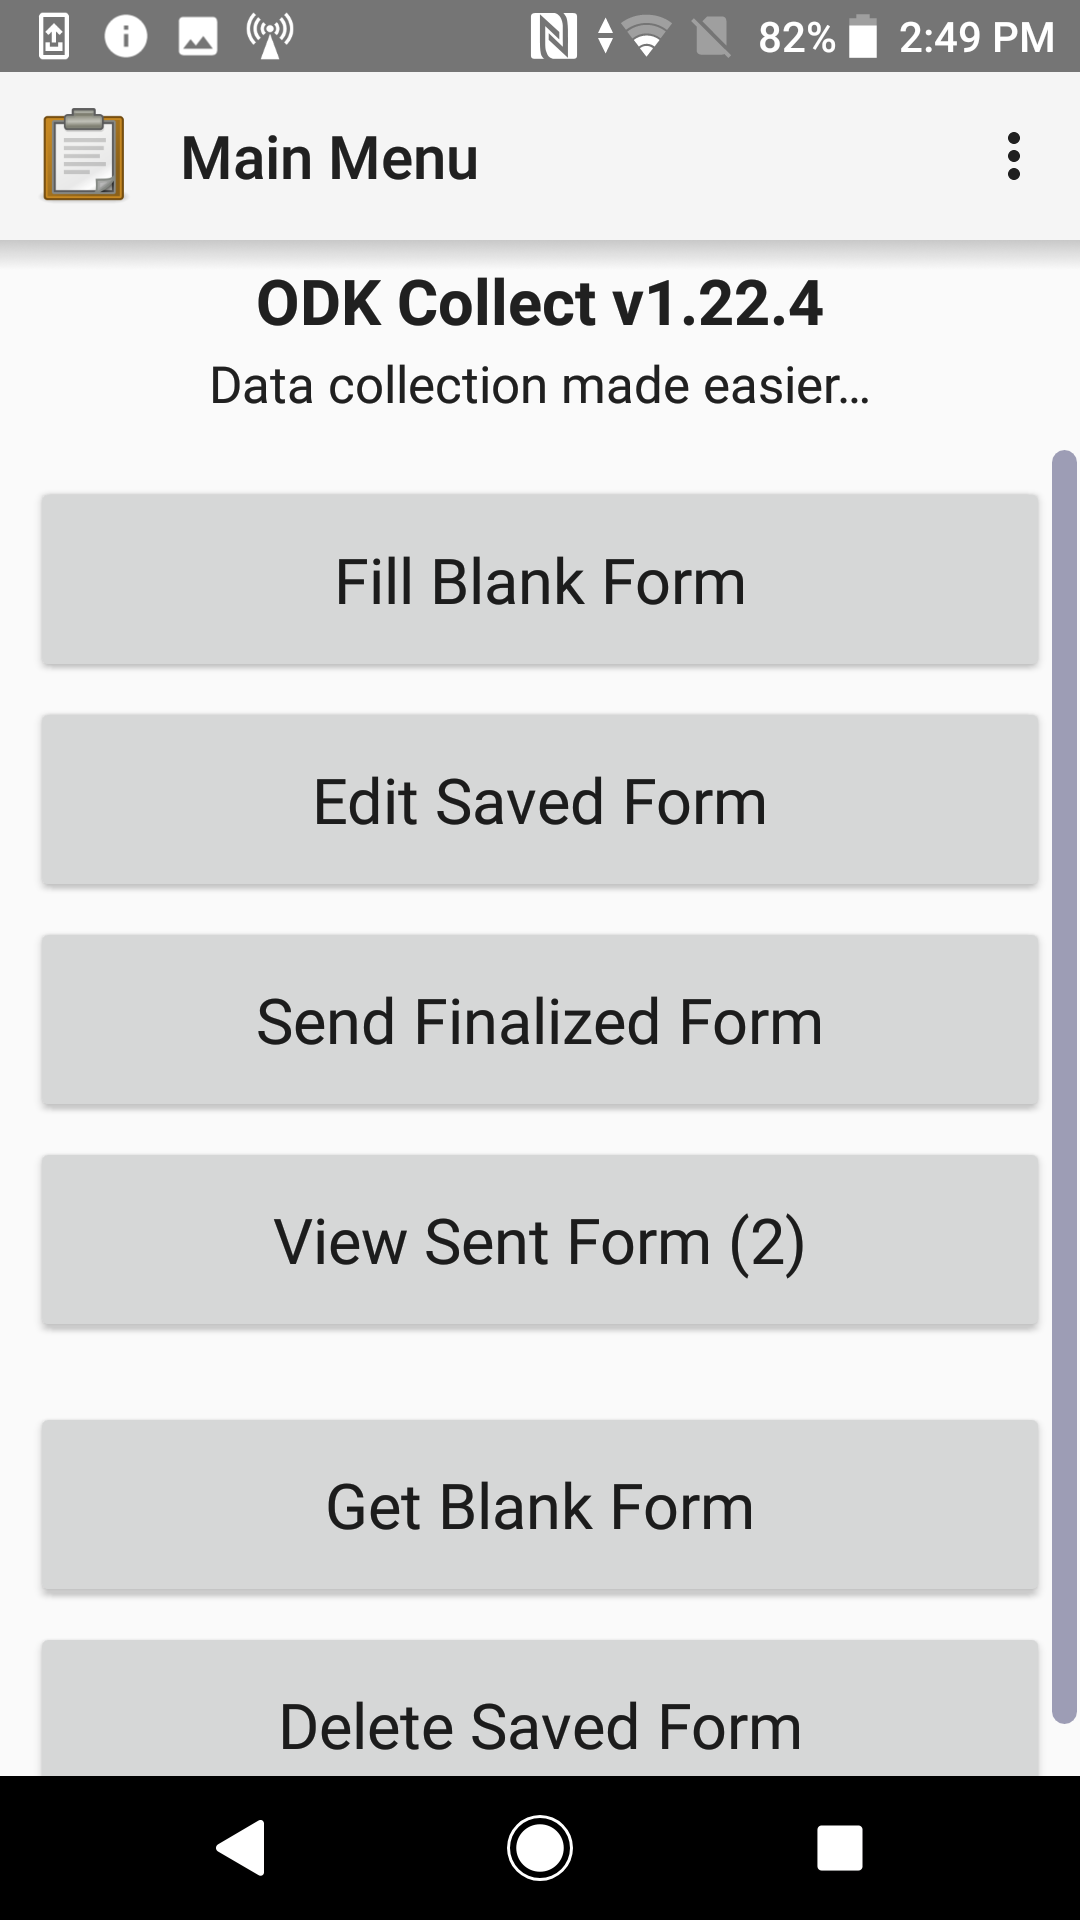 82% 2:49 PM
Main Menu
ODK Collect v1.22.4
Data collection made easier...
Fill Blank Form
Edit Saved Form
Send Finalized Form
View Sent Form (2)
Get Blank Form
Delete Saved Form